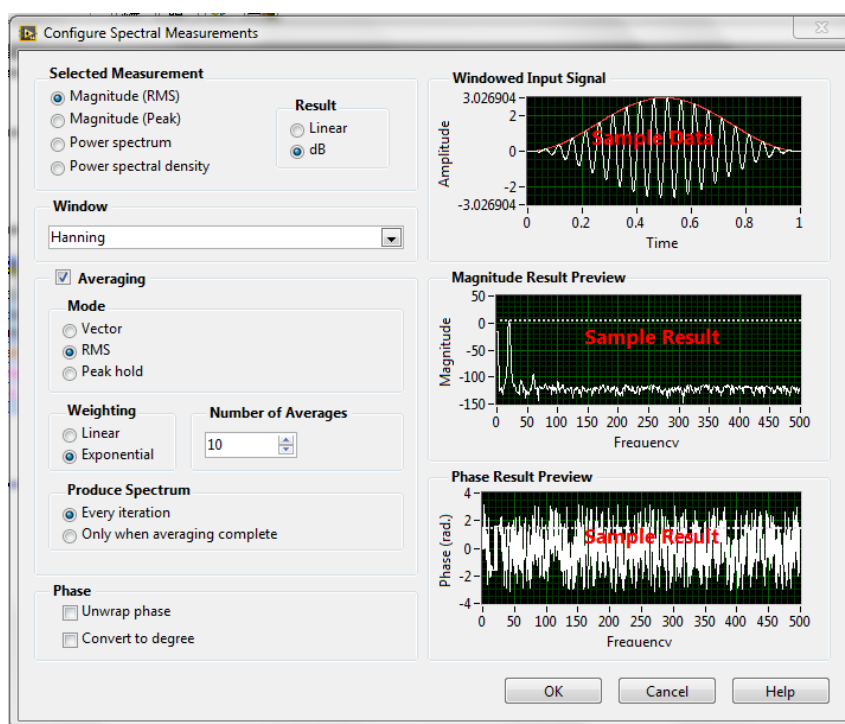 Configure Spectral Measurements
Selected Measurement
Magnitude (RMS)
Magnitude (Peak)
Power spectrum
Power spectral density
Result
Linear
dB
Window
Hanning
Averaging
Mode
Vector
RMS
Peak hold
Weighting
Linear
Exponential
Number of Averages
10
Produce Spectrum
Every iteration
Only when averaging complete
Phase
Unwrap phase
Convert to degree
Windowed Input Signal
Amplitude
3.026904
2
0
-2
-3.026904
Sample Data
0 0.2 0.4 0.6 0.8 1
Time
Magnitude Result Preview
Magnitude
50
0
-50
-100
-150
Sample Result
0 50 100 150 200 250 300 350 400 450 500
Frequency
Phase Result Preview
Phase (rad.)
4
2
0
-2
-4
Sample Result
0 50 100 150 200 250 300 350 400 450 500
Frequency
OK Cancel Help